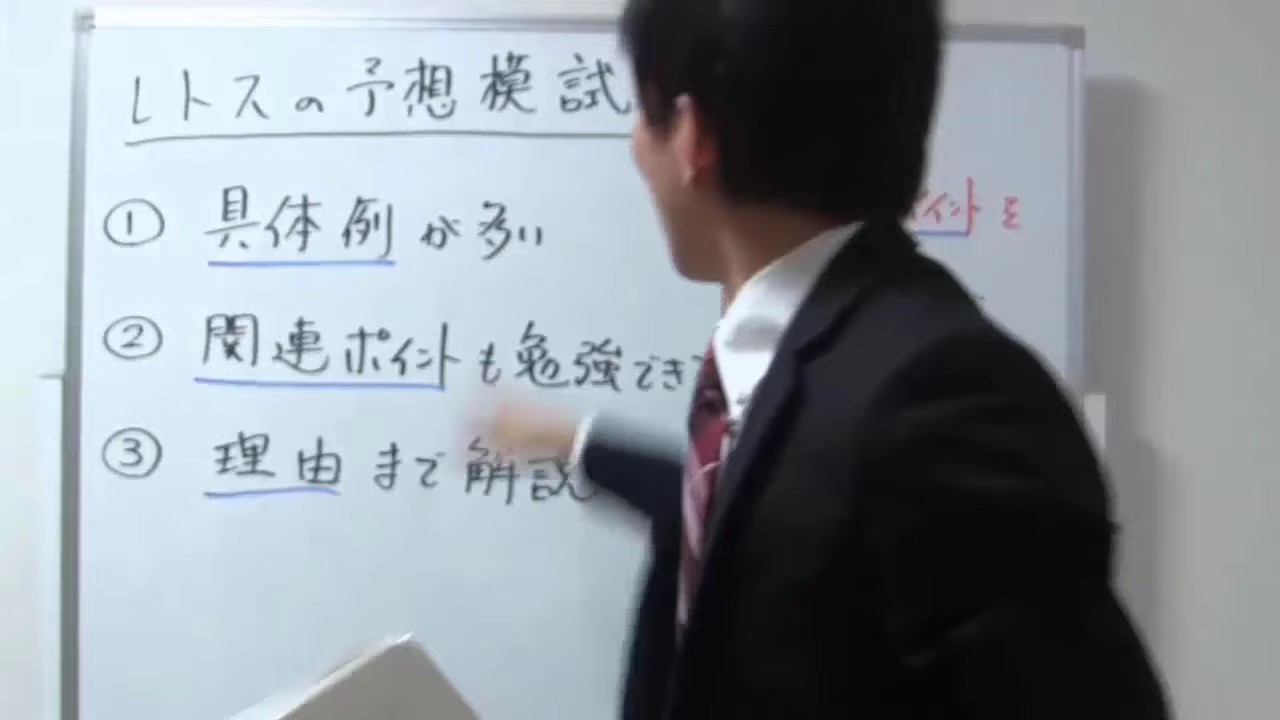 レトスの予想模試
① 具体例が多い
② 関連ポイントも勉強でき
③ 理由まで解説
イントを